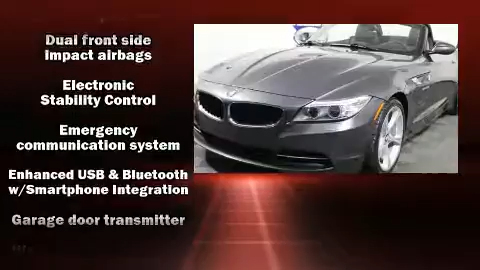 Dual front side
impact airbags
Electronic
Stability Control
Emergency
communication system
Enhanced USB & Bluetooth
w/Smartphone Integration
Garage door transmitter